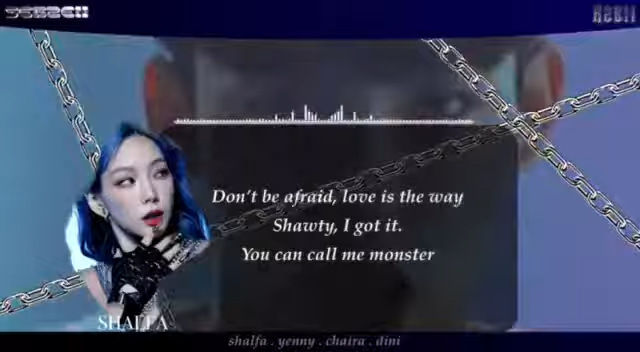 Don't be afraid, love is the way
Shawty, I got it.
You can call me monster
SHALFA
shalfa . yenny . chaira . dini